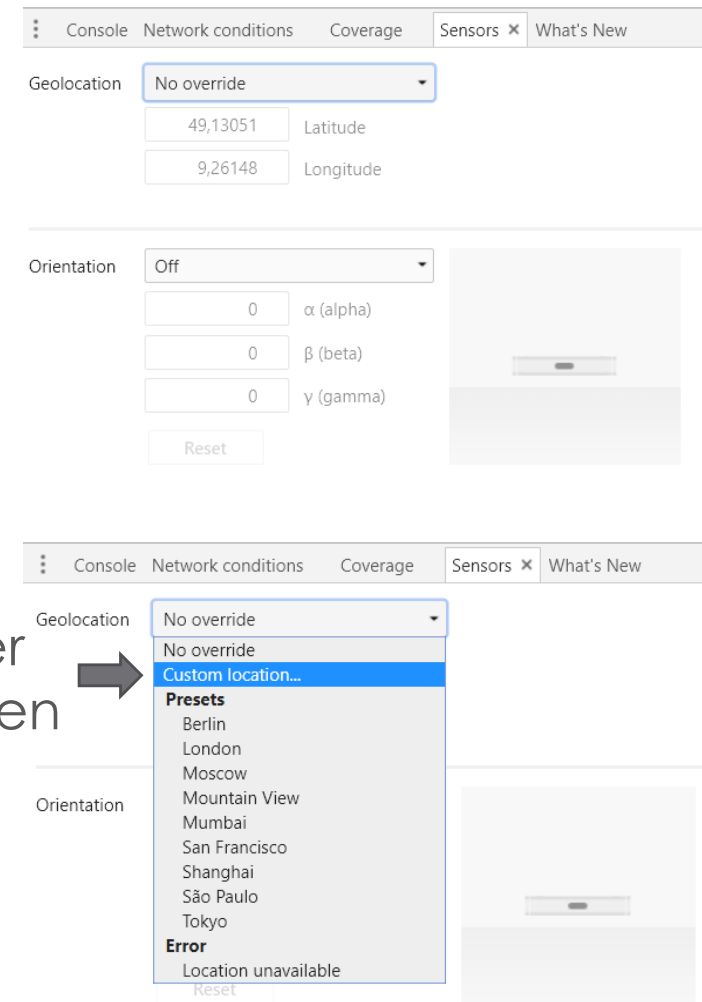 Console Network conditions Coverage Sensors × What's New
Geolocation No override
49,13051 Latitude
9,26148 Longitude
Orientation Off
0 α (alpha)
0 β (beta)
0 γ (gamma)
Reset
Console Network conditions Coverage Sensors × What's New
Geolocation No override
No override
er
Custom location...
en
Presets
Berlin
London
Moscow
Orientation
Mountain View
Mumbai
San Francisco
Shanghai
São Paulo
Tokyo
Error
Location unavailable
Reset